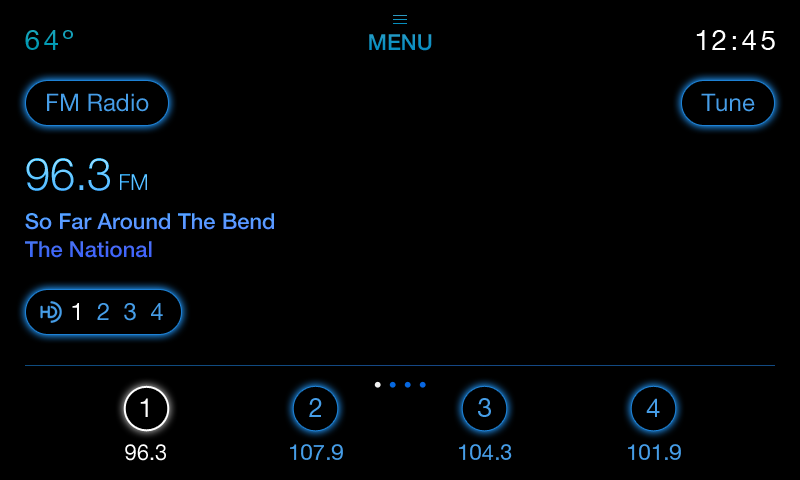 64° MENU 12:45
FM Radio Tune
96.3 FM
So Far Around The Bend
The National
HD 1 2 3 4
1 2 3 4
96.3 107.9 104.3 101.9